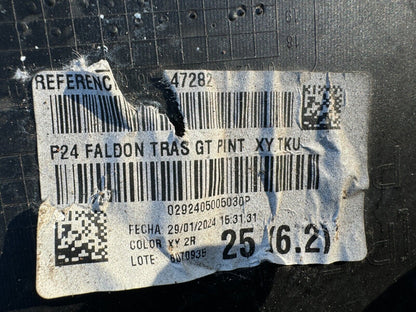 REFERENC 47282
P24 FALDON TRAS GT PINT XY TKU
0292405005030P
FECHA 29/01/2024 15.31.31
COLOR XY 2R
LOTE 25 (6.2)